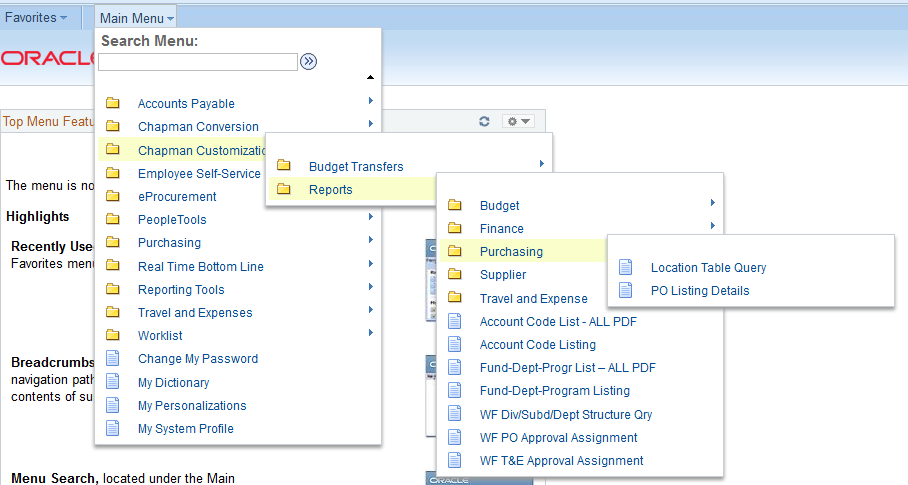 Favorites
Main Menu
Search Menu:
ORACLE
Top Menu Featu
The menu is no
Highlights
Recently Use
Favorites menu
Breadcrumbs
navigation path
contents of su
Menu Search, located under the Main
Accounts Payable
Chapman Conversion
Chapman Customizatio
Employee Self-Service
eProcurement
PeopleTools
Purchasing
Real Time Bottom Line
Reporting Tools
Travel and Expenses
Worklist
Change My Password
My Dictionary
My Personalizations
My System Profile
Budget Transfers
Reports
Budget
Finance
Purchasing
Supplier
Travel and Expense
Account Code List - ALL PDF
Account Code Listing
Fund-Dept-Progr List – ALL PDF
Fund-Dept-Program Listing
WF Div/Subd/Dept Structure Qry
WF PO Approval Assignment
WF T&E Approval Assignment
Location Table Query
PO Listing Details
ORACLE